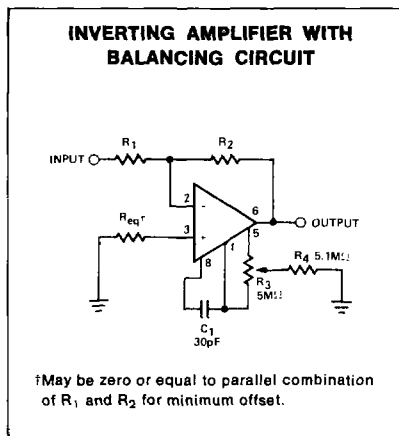 INVERTING AMPLIFIER WITH
BALANCING CIRCUIT
R1
R2
INPUT
2
-
6
OUTPUT
Req†
3
+
1
5
8
R4 5.1MΩ
R3
5MΩ
C1
30pF
†May be zero or equal to parallel combination
of R1 and R2 for minimum offset.